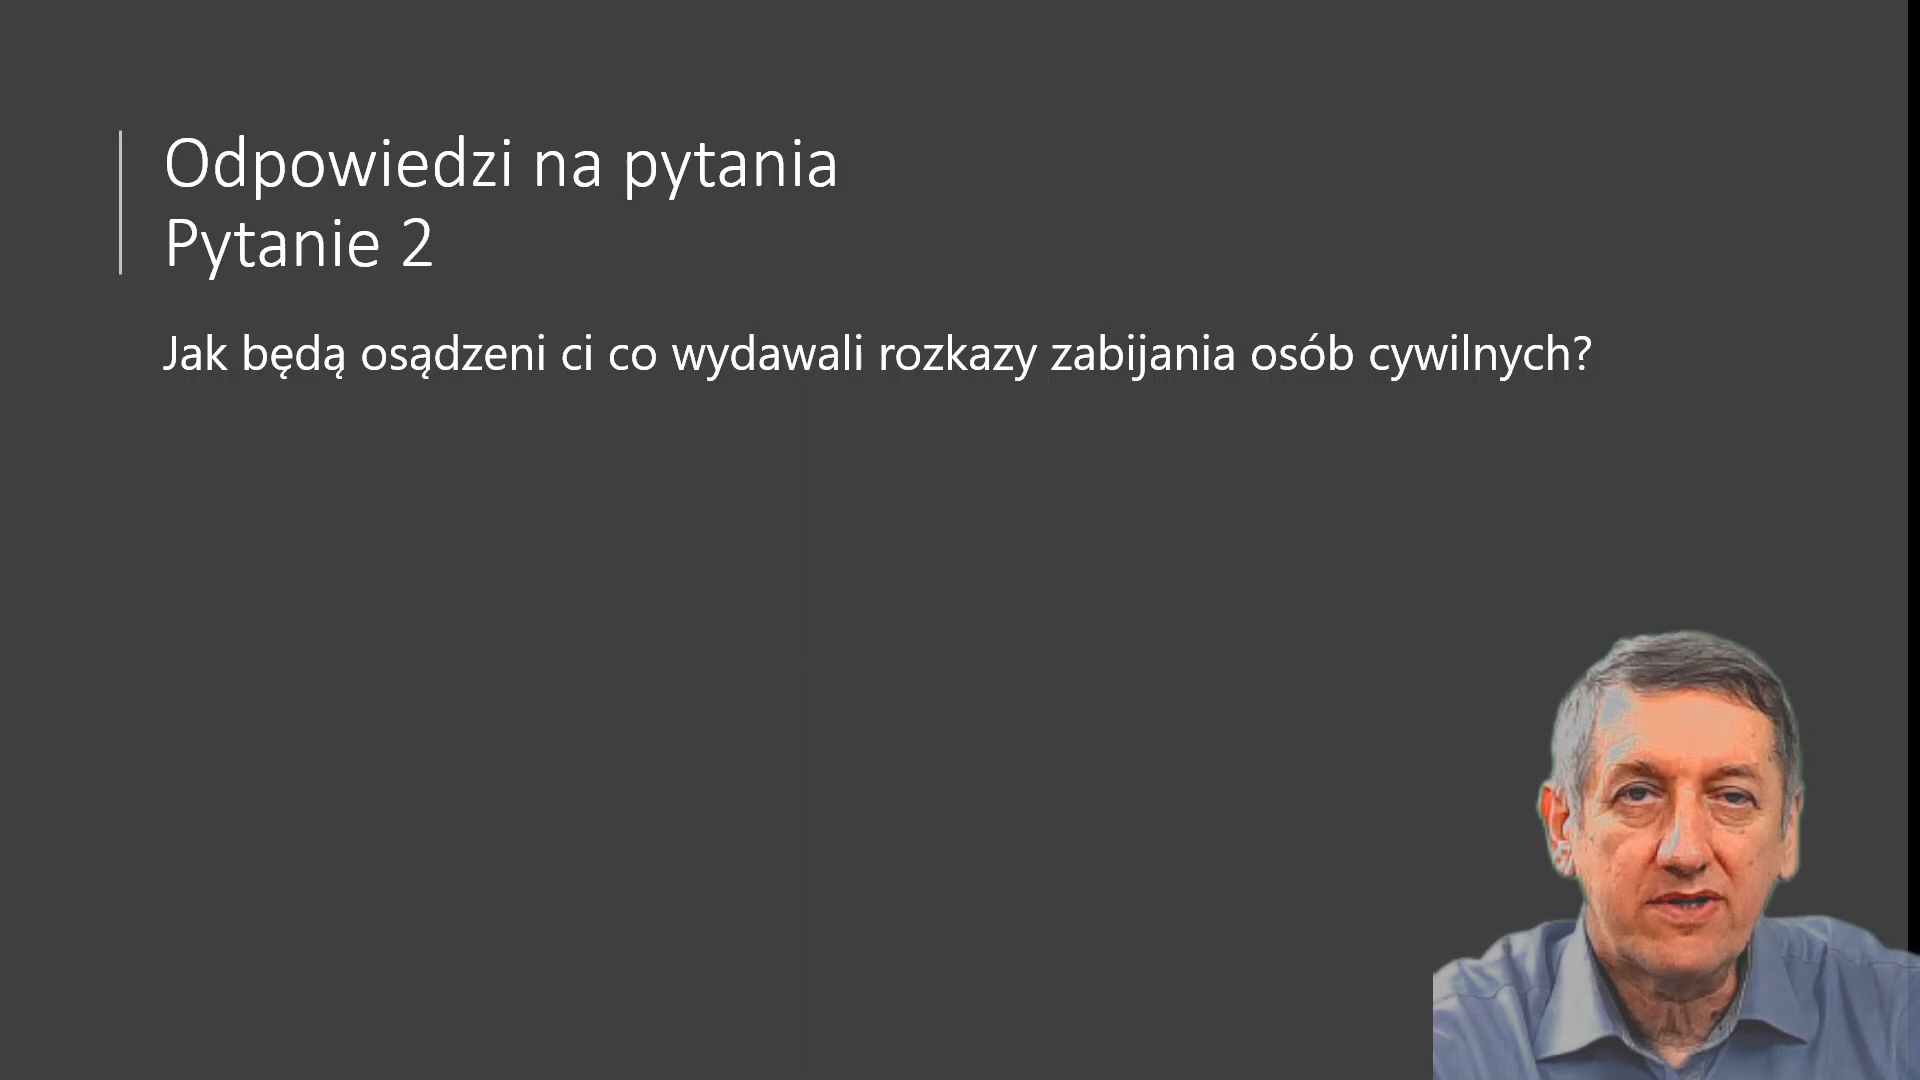 Odpowiedzi na pytania
Pytanie 2
Jak będą osądzeni ci co wydawali rozkazy zabijania osób cywilnych?